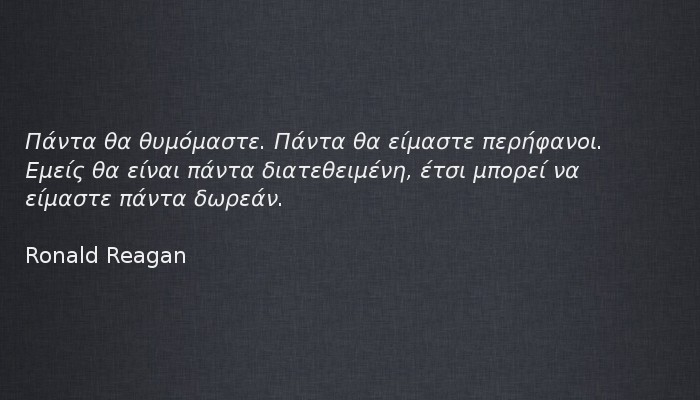 Πάντα θα θυμόμαστε. Πάντα θα είμαστε περήφανοι.
Εμείς θα είναι πάντα διατεθειμένη, έτσι μπορεί να
είμαστε πάντα δωρεάν.
Ronald Reagan